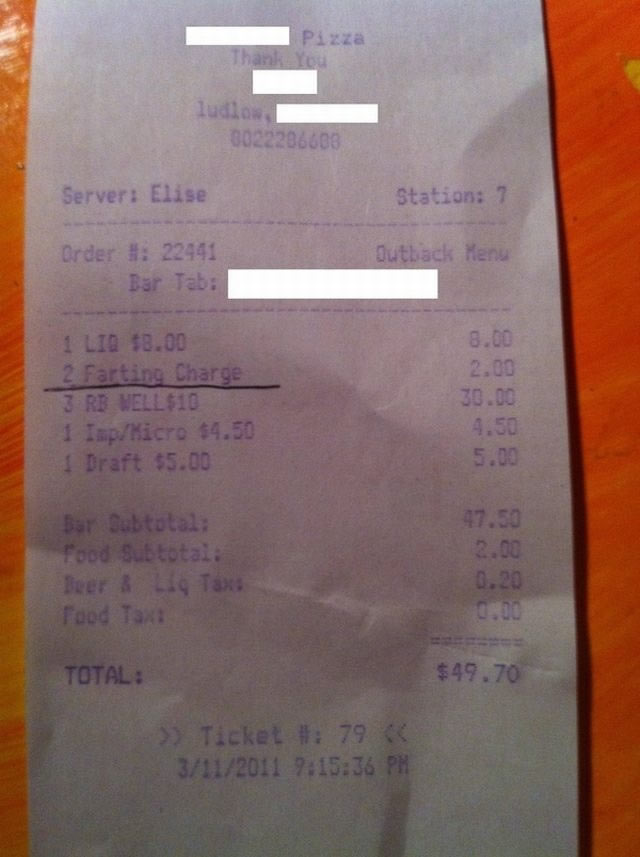 Pizza
Thank You
ludlow,
8022286688
Server: Elise Station: 7
Order #: 22441 Outback Menu
Bar Tab:
1 LIQ $8.00 8.00
2 Farting Charge 2.00
3 RB WELL$10 30.00
1 Imp/Micro $4.50 4.50
1 Draft $5.00 5.00
Bar Subtotal: 47.50
Food Subtotal: 2.00
Beer & Liq Tax: 0.20
Food Tax: 0.00
========
TOTAL: $49.70
>> Ticket #: 79 <<
3/11/2011 9:15:36 PM